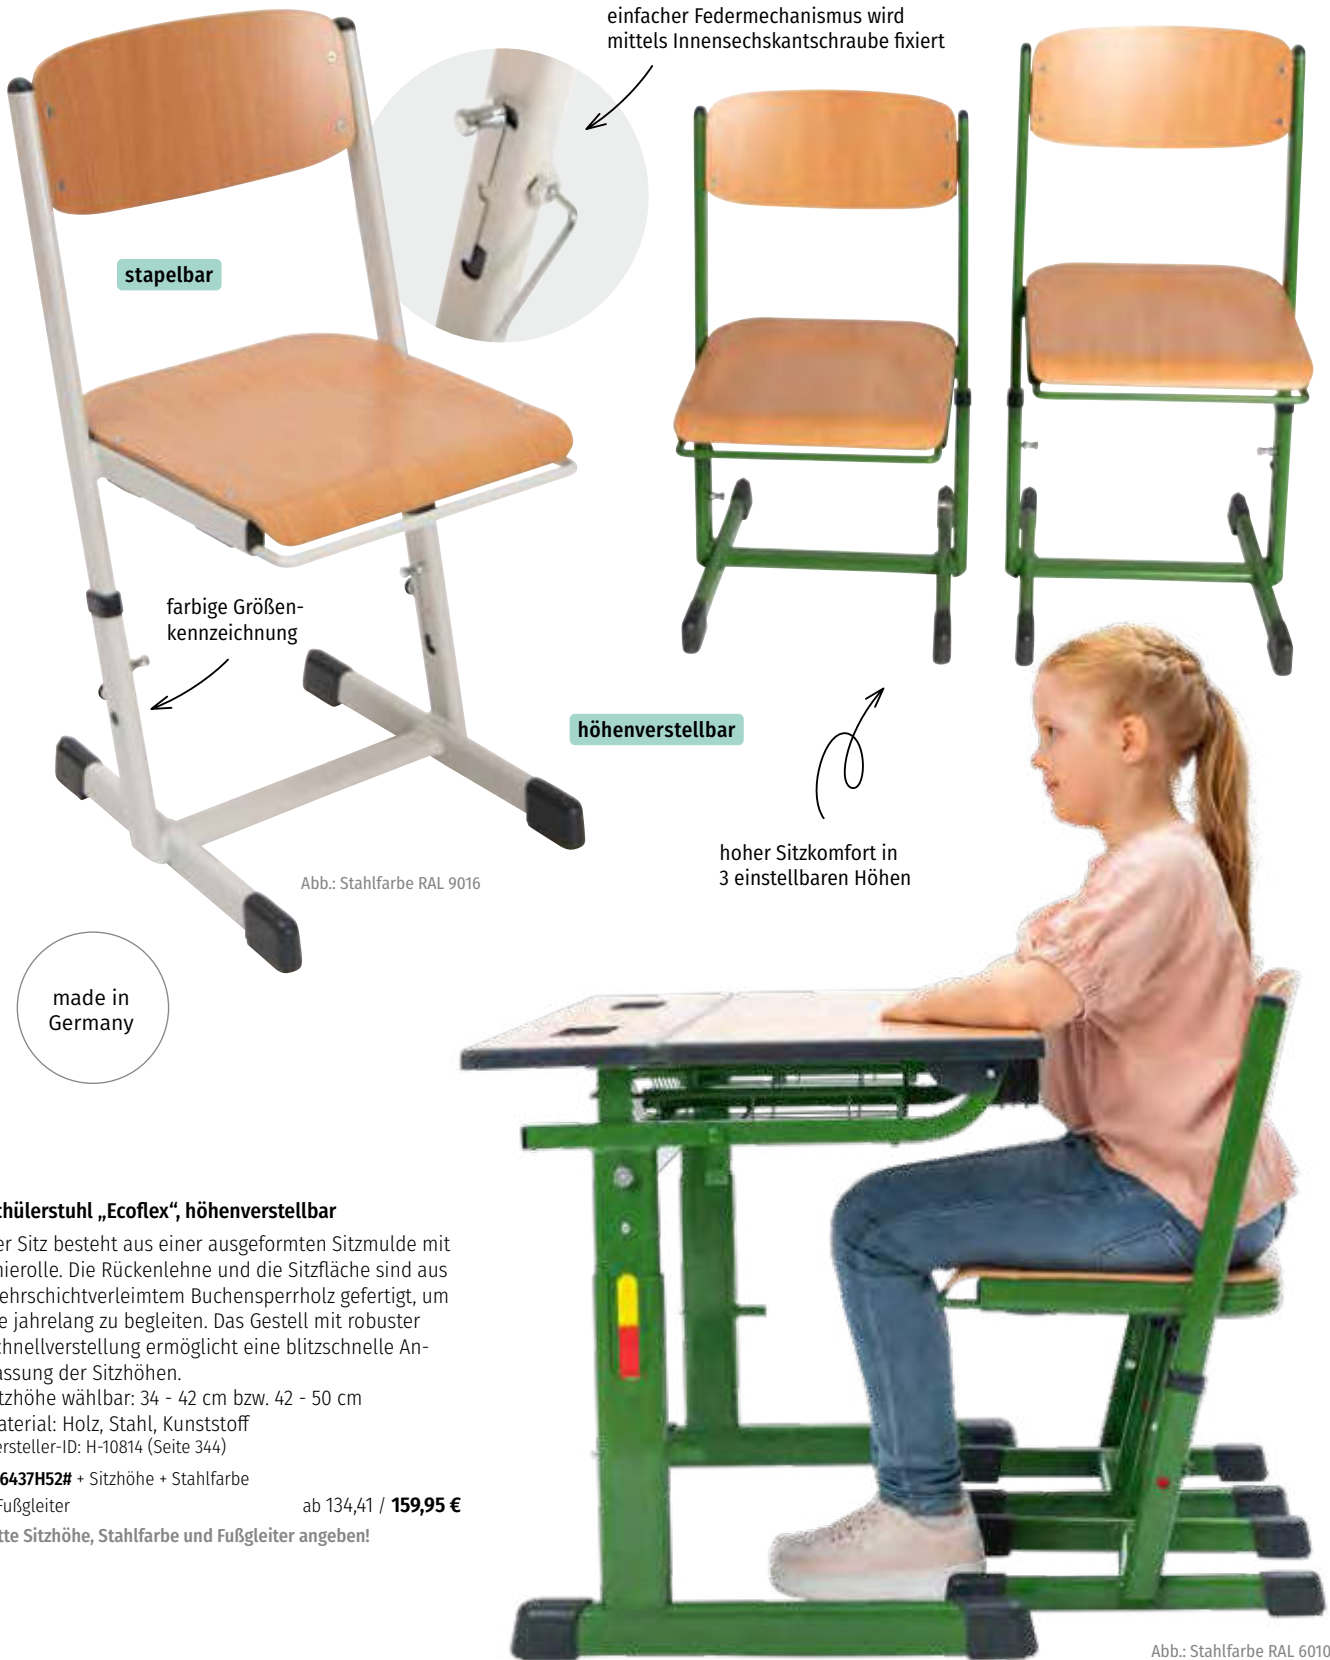 einfacher Federmechanismus wird
mittels Innensechskantschraube fixiert
stapelbar
farbige Größen-
kennzeichnung
höhenverstellbar
hoher Sitzkomfort in
3 einstellbaren Höhen
Abb.: Stahlfarbe RAL 9016
made in
Germany
chülerstuhl „Ecoflex“, höhenverstellbar
er Sitz besteht aus einer ausgeformten Sitzmulde mit
nierolle. Die Rückenlehne und die Sitzfläche sind aus
ehrschichtverleimtem Buchensperrholz gefertigt, um
e jahrelang zu begleiten. Das Gestell mit robuster
chnellverstellung ermöglicht eine blitzschnelle An-
assung der Sitzhöhen.
tzhöhe wählbar: 34 - 42 cm bzw. 42 - 50 cm
aterial: Holz, Stahl, Kunststoff
ersteller-ID: H-10814 (Seite 344)
6437H52# + Sitzhöhe + Stahlfarbe
Fußgleiter ab 134,41 / 159,95 €
tte Sitzhöhe, Stahlfarbe und Fußgleiter angeben!
Abb.: Stahlfarbe RAL 6010